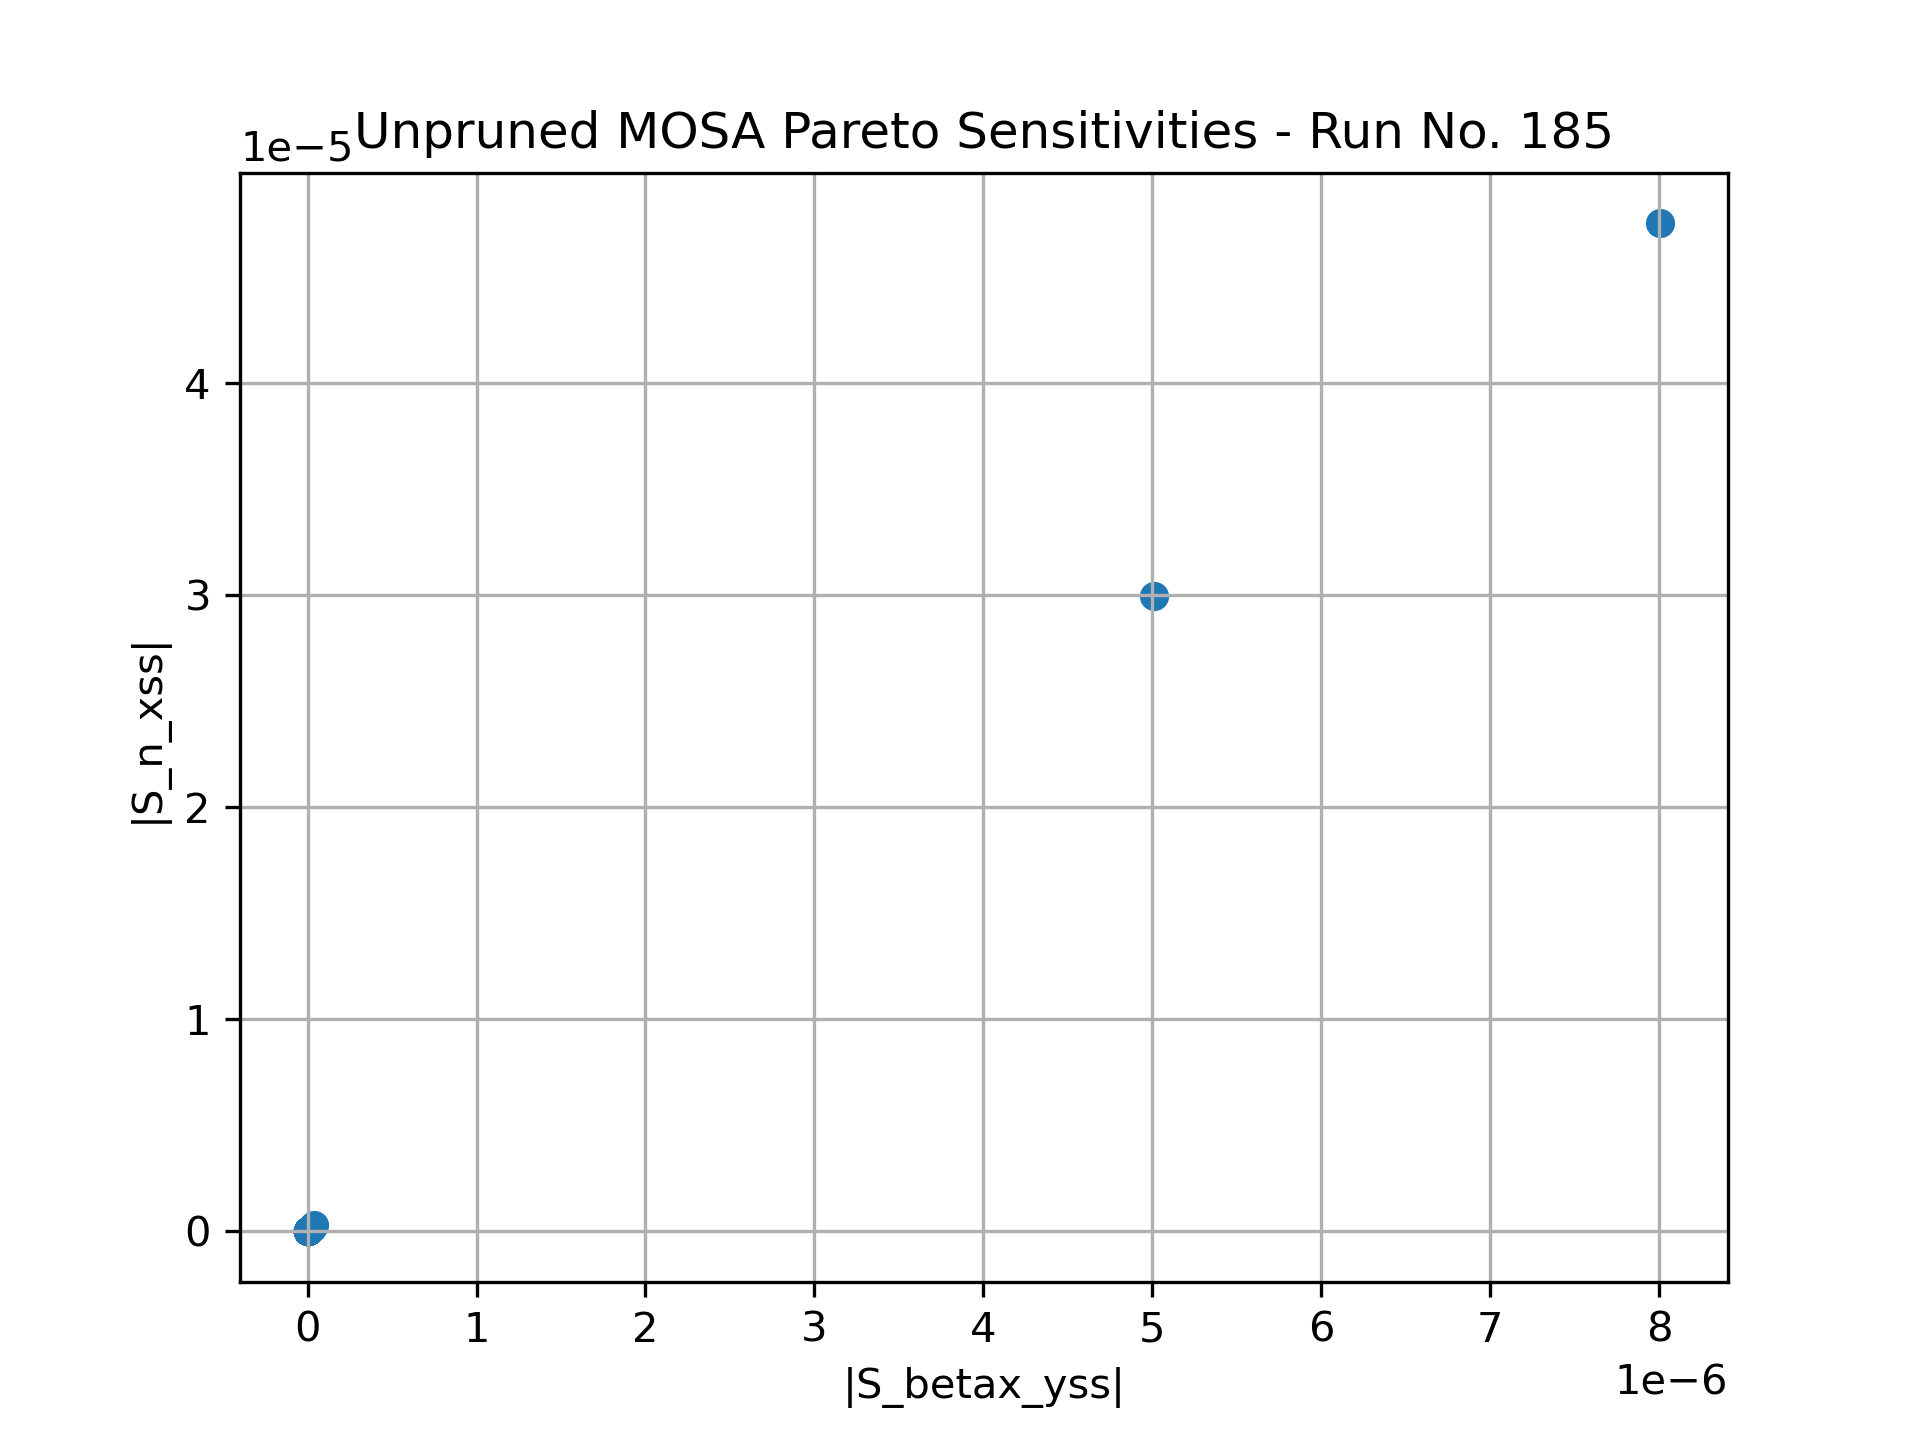 Unpruned MOSA Pareto Sensitivities - Run No. 185
1e−5
4
3
2
1
0
|S_n_xss|
0 1 2 3 4 5 6 7 8
1e−6
|S_betax_yss|